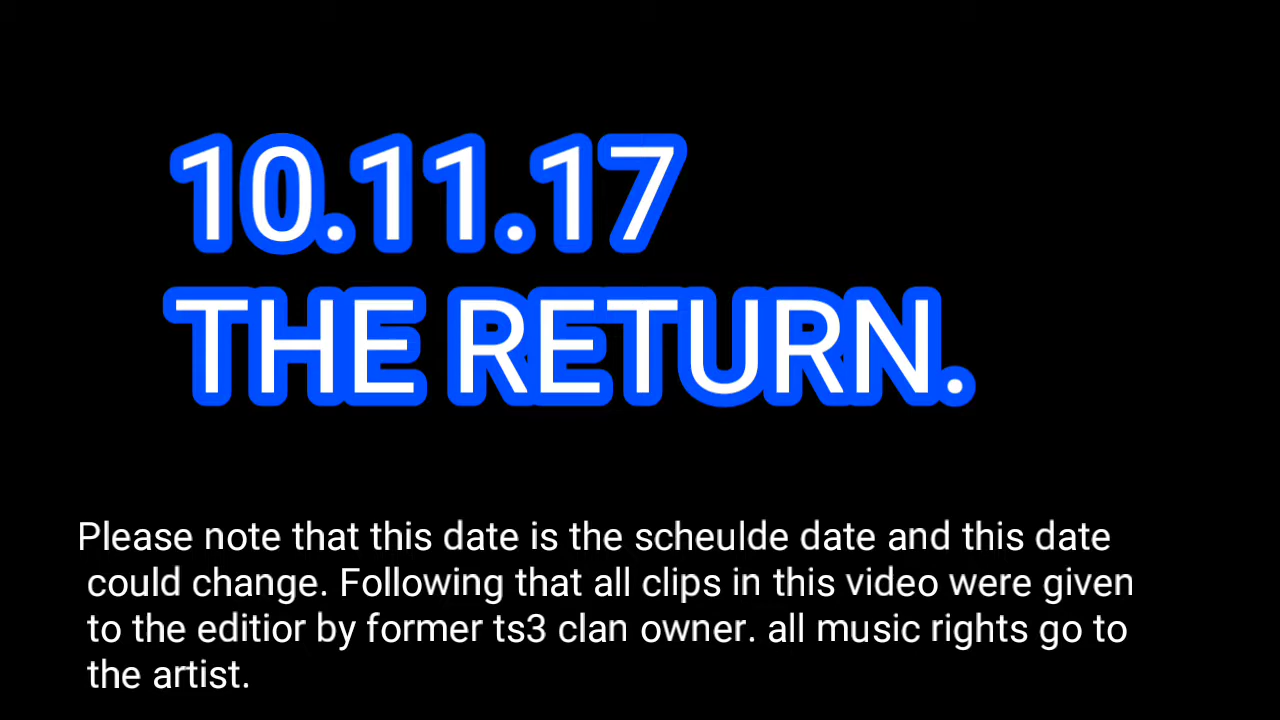 10.11.17
THE RETURN.
Please note that this date is the scheulde date and this date
could change. Following that all clips in this video were given
to the editior by former ts3 clan owner. all music rights go to
the artist.